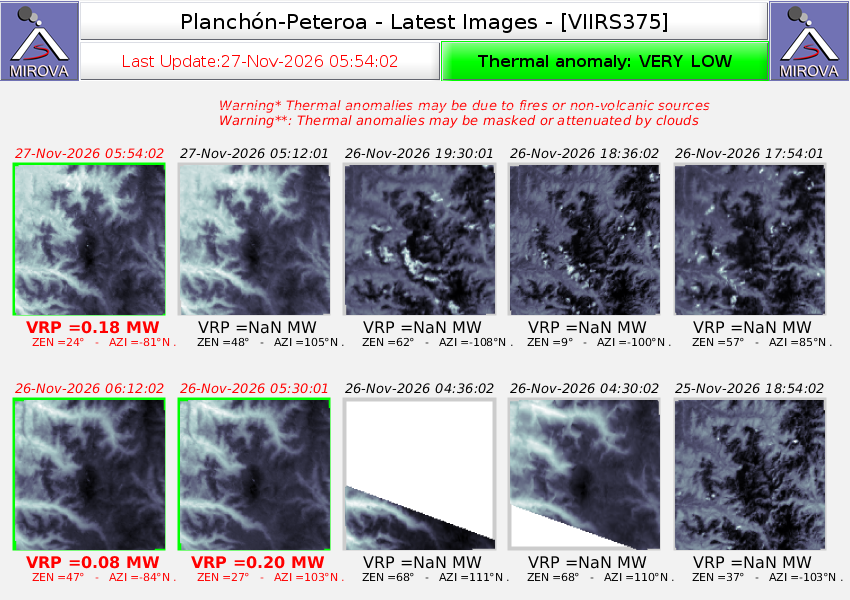 Planchón-Peteroa - Latest Images - [VIIRS375]
MIROVA
Last Update:27-Nov-2026 05:54:02
Thermal anomaly: VERY LOW
MIROVA
Warning* Thermal anomalies may be due to fires or non-volcanic sources
Warning**: Thermal anomalies may be masked or attenuated by clouds
27-Nov-2026 05:54:02 27-Nov-2026 05:12:01 26-Nov-2026 19:30:01 26-Nov-2026 18:36:02 26-Nov-2026 17:54:01
VRP =0.18 MW VRP =NaN MW VRP =NaN MW VRP =NaN MW VRP =NaN MW
ZEN =24° - AZI =-81°N . ZEN =48° - AZI =105°N . ZEN =62° - AZI =-108°N . ZEN =9° - AZI =-100°N . ZEN =57° - AZI =85°N .
26-Nov-2026 06:12:02 26-Nov-2026 05:30:01 26-Nov-2026 04:36:02 26-Nov-2026 04:30:02 25-Nov-2026 18:54:02
VRP =0.08 MW VRP =0.20 MW VRP =NaN MW VRP =NaN MW VRP =NaN MW
ZEN =47° - AZI =-84°N . ZEN =27° - AZI =103°N . ZEN =68° - AZI =111°N . ZEN =68° - AZI =110°N . ZEN =37° - AZI =-103°N .